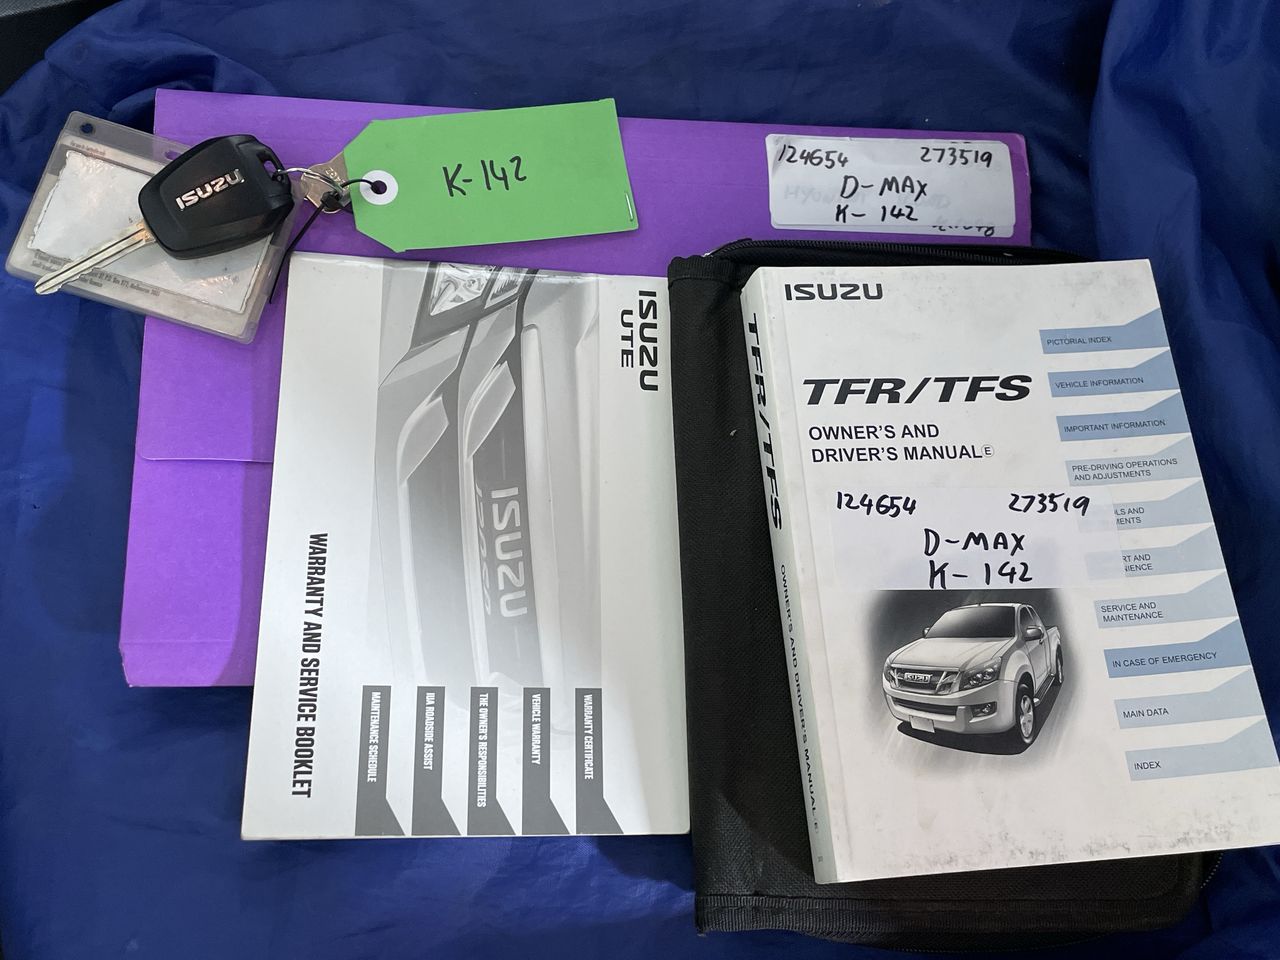 ISUZU
K-142
124654 273519
D-MAX
K-142
ISUZU
UTE
ISUZU
WARRANTY AND SERVICE BOOKLET
WARRANTY CERTIFICATE
VEHICLE WARRANTY
THE OWNER'S RESPONSIBILITIES
IUA ROADSIDE ASSIST
MAINTENANCE SCHEDULE
TFR/TFS
OWNER'S AND DRIVER'S MANUAL E
ISUZU
TFR/TFS
OWNER'S AND
DRIVER'S MANUAL E
124654 273519
D-MAX
K-142
ISUZU
PICTORIAL INDEX
VEHICLE INFORMATION
IMPORTANT INFORMATION
PRE-DRIVING OPERATIONS
AND ADJUSTMENTS
AND
SERVICE AND
MAINTENANCE
IN CASE OF EMERGENCY
MAIN DATA
INDEX